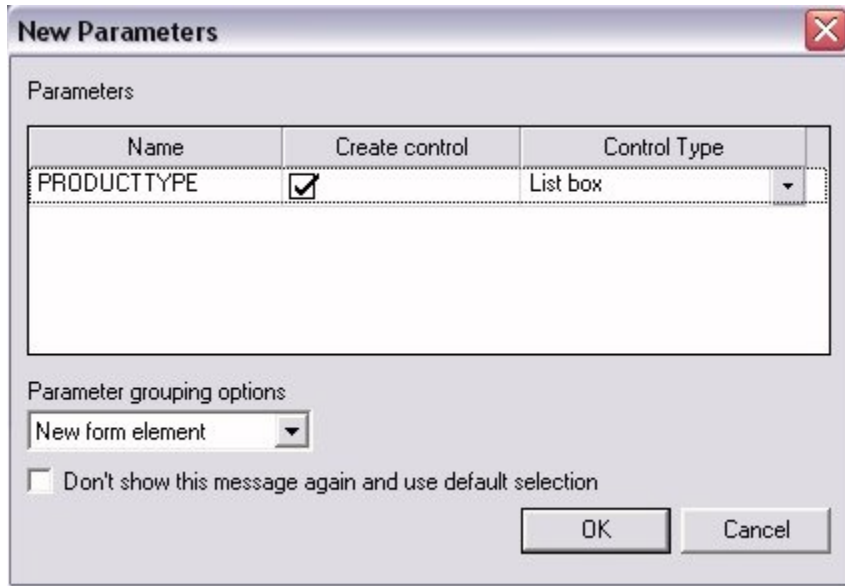 New Parameters
Parameters
Name Create control Control Type
PRODUCTTYPE List box
Parameter grouping options
New form element
Don't show this message again and use default selection
OK Cancel